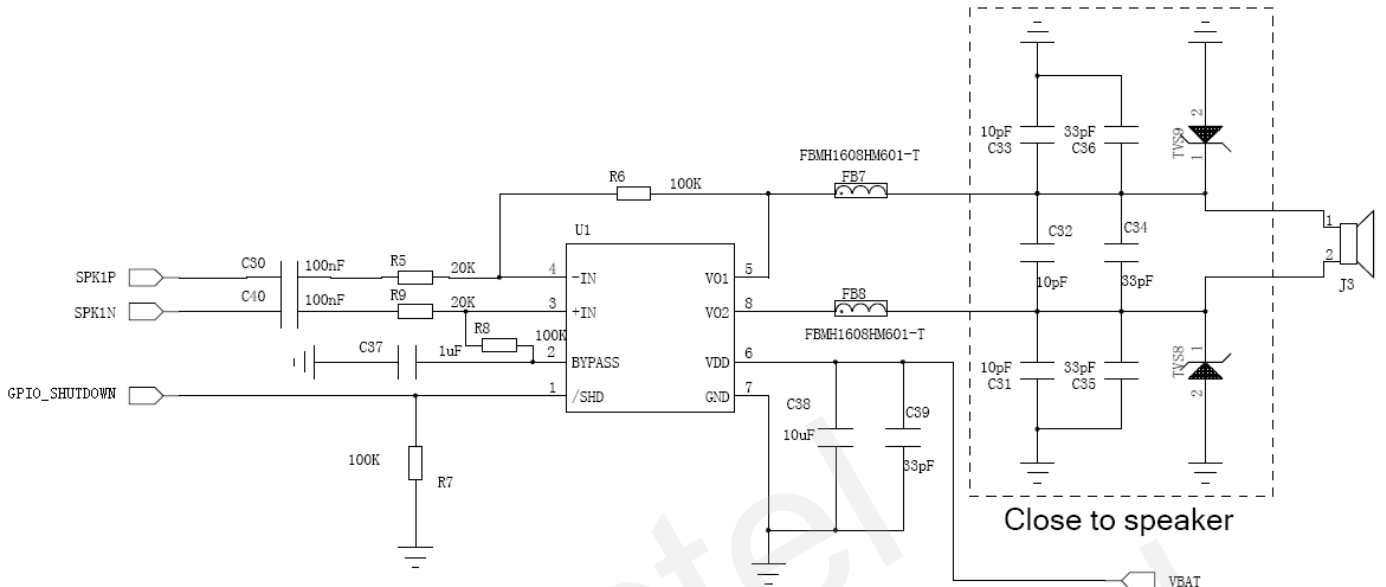 10pF
C33
33pF
C36
2
TVS9
1
FBMH1608HM601-T
FB7
R6
100K
U1
C32
10pF
C34
33pF
1
2
J3
SPK1P
C30
100nF
R5
20K
4
-IN
VO1
5
SPK1N
C40
100nF
R9
20K
3
+IN
VO2
8
FB8
FBMH1608HM601-T
R8
100K
C37
1uF
2
BYPASS
VDD
6
10pF
C31
33pF
C35
1
TVS8
2
GPIO_SHUTDOWN
1
/SHD
GND
7
C38
10uF
C39
33pF
100K
R7
Close to speaker
VBAT